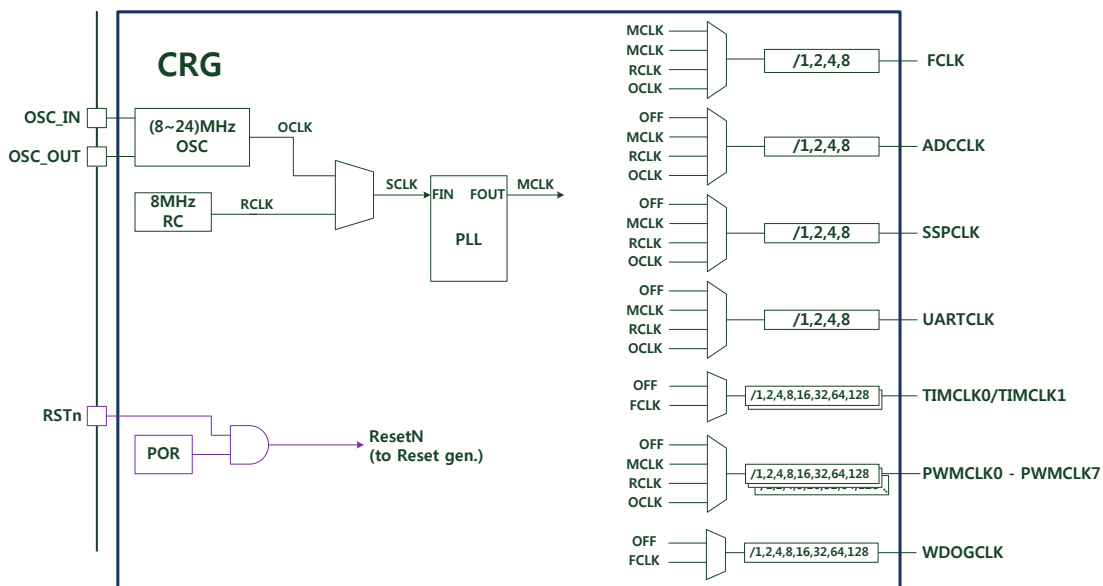 CRG
OSC_IN
OSC_OUT
(8~24)MHz
OSC
OCLK
8MHz
RC
RCLK
SCLK
FIN
FOUT
PLL
MCLK
RSTn
POR
ResetN
(to Reset gen.)
MCLK
MCLK
RCLK
OCLK
/1,2,4,8
FCLK
OFF
MCLK
RCLK
OCLK
/1,2,4,8
ADCCLK
OFF
MCLK
RCLK
OCLK
/1,2,4,8
SSPCLK
OFF
MCLK
RCLK
OCLK
/1,2,4,8
UARTCLK
OFF
FCLK
/1,2,4,8,16,32,64,128
TIMCLK0/TIMCLK1
OFF
MCLK
RCLK
OCLK
/1,2,4,8,16,32,64,128
PWMCLK0 - PWMCLK7
OFF
FCLK
/1,2,4,8,16,32,64,128
WDOGCLK